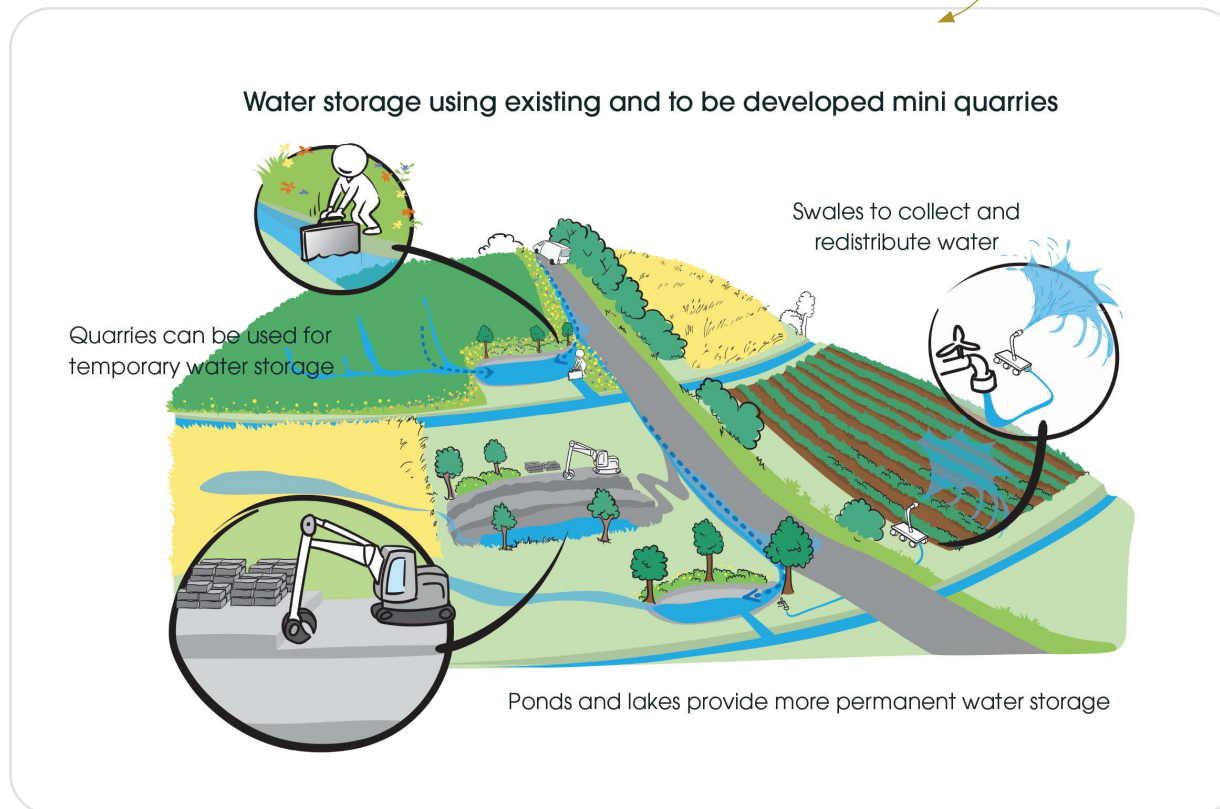 Water storage using existing and to be developed mini quarries
Swales to collect and
redistribute water
Quarries can be used for
temporary water storage
Ponds and lakes provide more permanent water storage